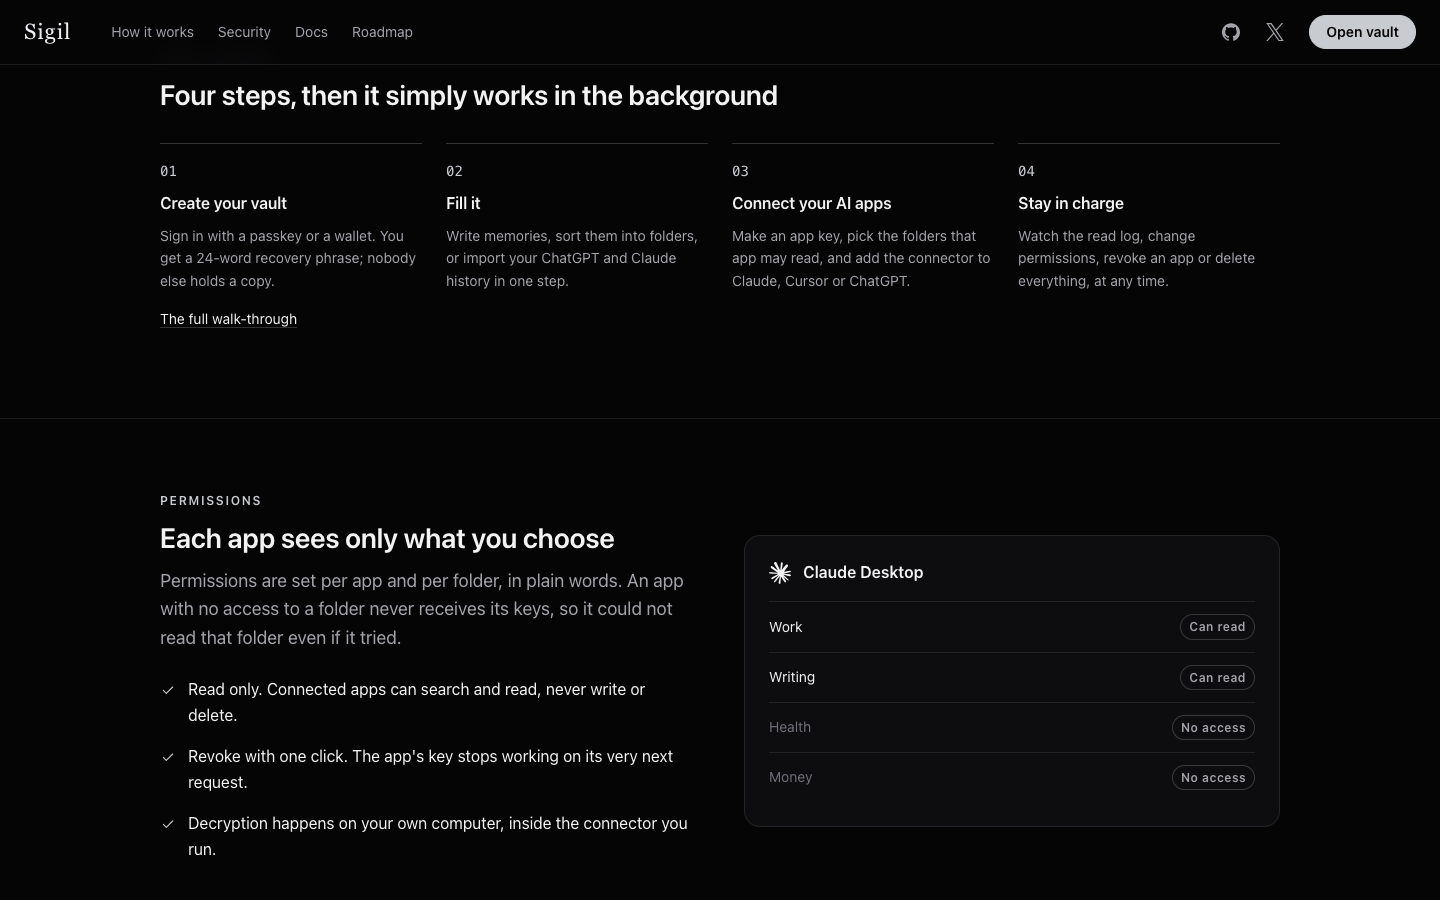 Sigil
How it works
Security
Docs
Roadmap
Open vault
Four steps, then it simply works in the background
01
Create your vault
Sign in with a passkey or a wallet. You
get a 24-word recovery phrase; nobody
else holds a copy.
The full walk-through
02
Fill it
Write memories, sort them into folders,
or import your ChatGPT and Claude
history in one step.
03
Connect your AI apps
Make an app key, pick the folders that
app may read, and add the connector to
Claude, Cursor or ChatGPT.
04
Stay in charge
Watch the read log, change
permissions, revoke an app or delete
everything, at any time.
PERMISSIONS
Each app sees only what you choose
Permissions are set per app and per folder, in plain words. An app
with no access to a folder never receives its keys, so it could not
read that folder even if it tried.
Read only. Connected apps can search and read, never write or
delete.
Revoke with one click. The app's key stops working on its very next
request.
Decryption happens on your own computer, inside the connector you
run.
Claude Desktop
Work
Can read
Writing
Can read
Health
No access
Money
No access